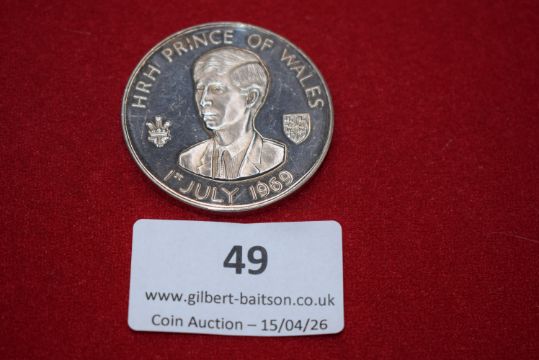 HRH PRINCE OF WALES
1ST JULY 1969
49
www.gilbert-baitson.co.uk
Coin Auction – 15/04/26